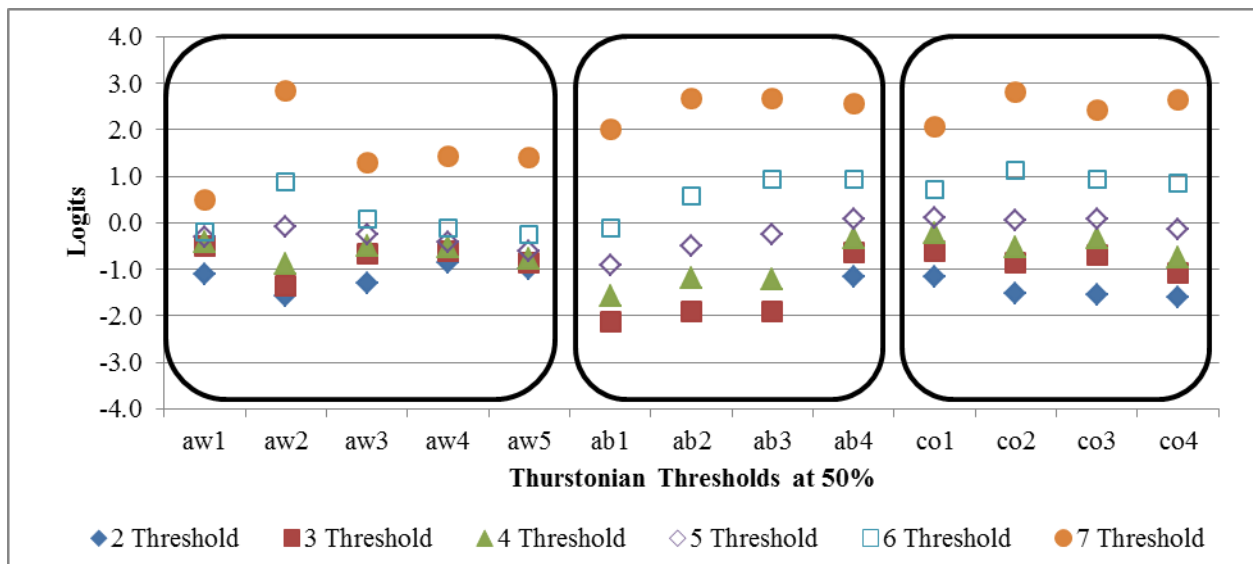 4.0
3.0
2.0
1.0
0.0
-1.0
-2.0
-3.0
-4.0
Logits
aw1 aw2 aw3 aw4 aw5 ab1 ab2 ab3 ab4 co1 co2 co3 co4
Thurstonian Thresholds at 50%
2 Threshold 3 Threshold 4 Threshold 5 Threshold 6 Threshold 7 Threshold